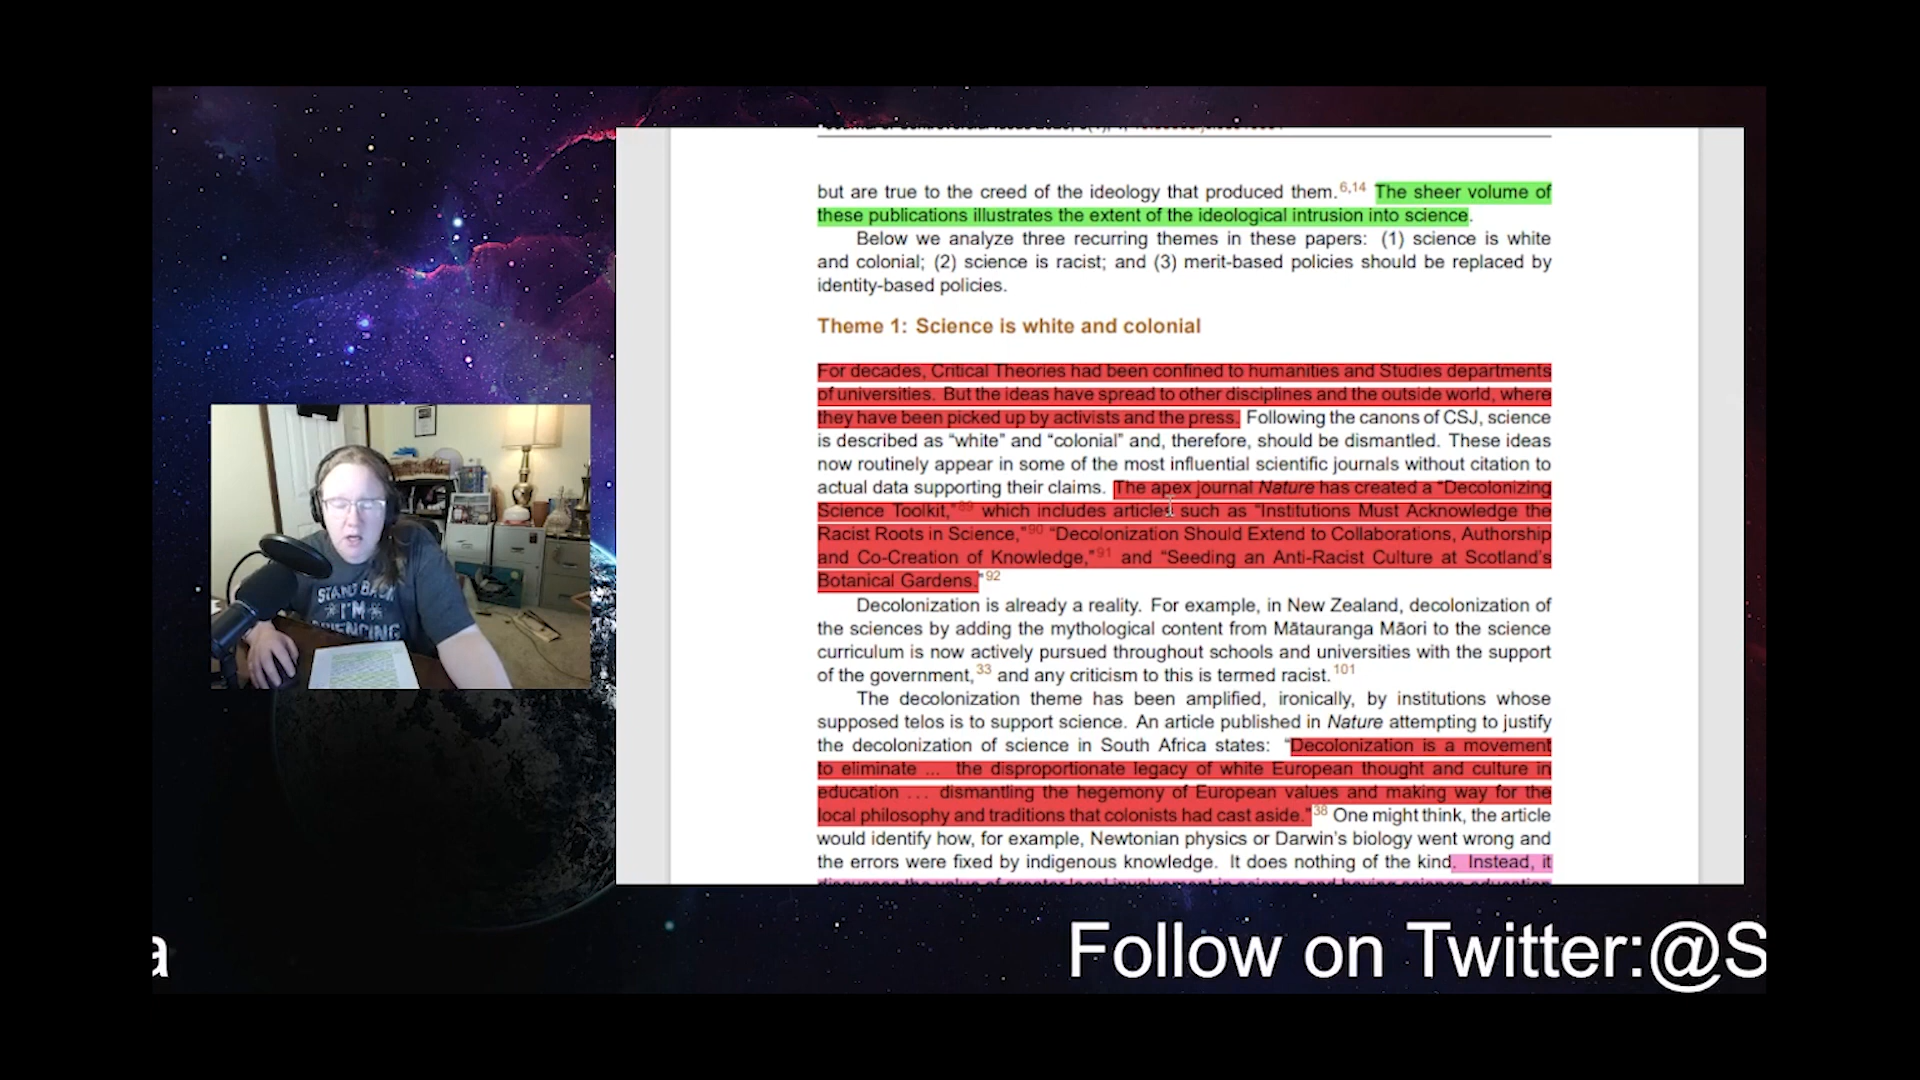 but are true to the creed of the ideology that produced them.6,14 The sheer volume of
these publications illustrates the extent of the ideological intrusion into science.
Below we analyze three recurring themes in these papers: (1) science is white
and colonial; (2) science is racist; and (3) merit-based policies should be replaced by
identity-based policies.
Theme 1: Science is white and colonial
For decades, Critical Theories had been confined to humanities and Studies departments
of universities. But the ideas have spread to other disciplines and the outside world, where
they have been picked up by activists and the press. Following the canons of CSJ, science
is described as “white” and “colonial” and, therefore, should be dismantled. These ideas
now routinely appear in some of the most influential scientific journals without citation to
actual data supporting their claims. The apex journal Nature has created a “Decolonizing
Science Toolkit,”89 which includes articles such as “Institutions Must Acknowledge the
Racist Roots in Science,”90 “Decolonization Should Extend to Collaborations, Authorship
and Co-Creation of Knowledge,”91 and “Seeding an Anti-Racist Culture at Scotland’s
Botanical Gardens.”92
Decolonization is already a reality. For example, in New Zealand, decolonization of
the sciences by adding the mythological content from Mātauranga Māori to the science
curriculum is now actively pursued throughout schools and universities with the support
of the government,33 and any criticism to this is termed racist.101
The decolonization theme has been amplified, ironically, by institutions whose
supposed telos is to support science. An article published in Nature attempting to justify
the decolonization of science in South Africa states: “Decolonization is a movement
to eliminate ... the disproportionate legacy of white European thought and culture in
education ... dismantling the hegemony of European values and making way for the
local philosophy and traditions that colonists had cast aside.”38 One might think, the article
would identify how, for example, Newtonian physics or Darwin’s biology went wrong and
the errors were fixed by indigenous knowledge. It does nothing of the kind. Instead, it
STAND BACK
I'M
SCIENCING
a
Follow on Twitter:@S